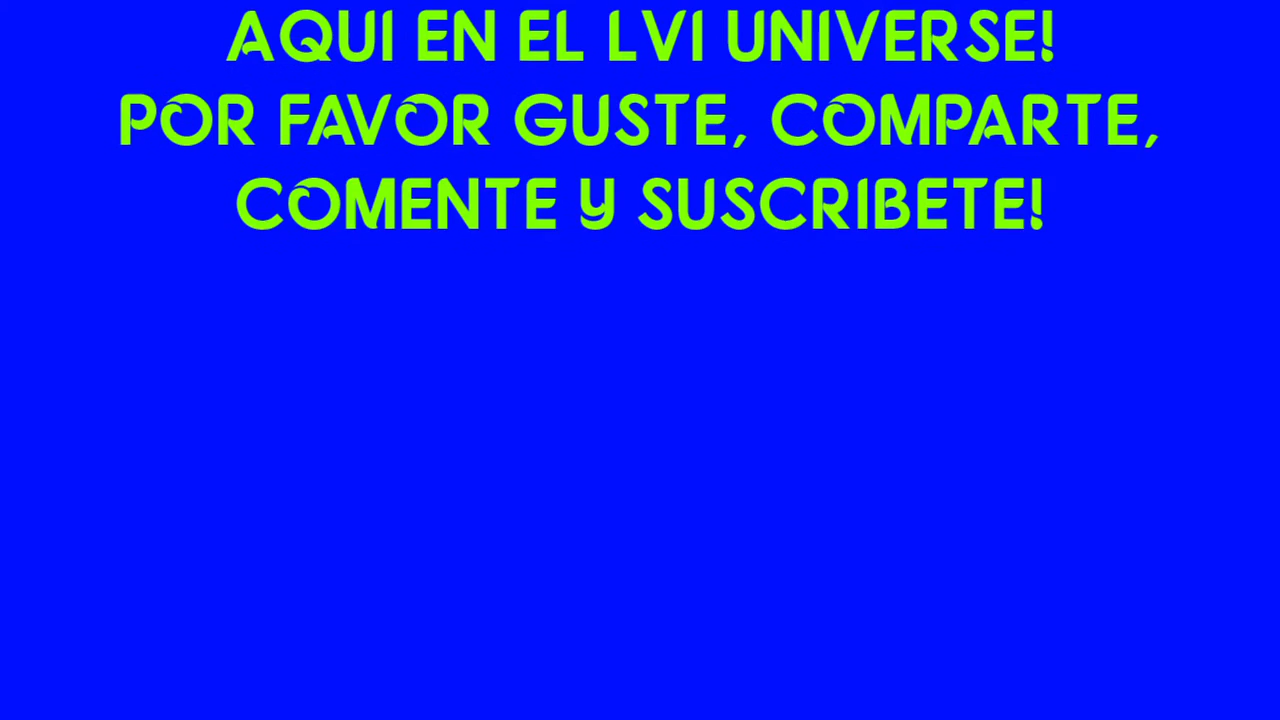 AQUI EN EL LVI UNIVERSE!
POR FAVOR GUSTE, COMPARTE,
COMENTE Y SUSCRIBETE!